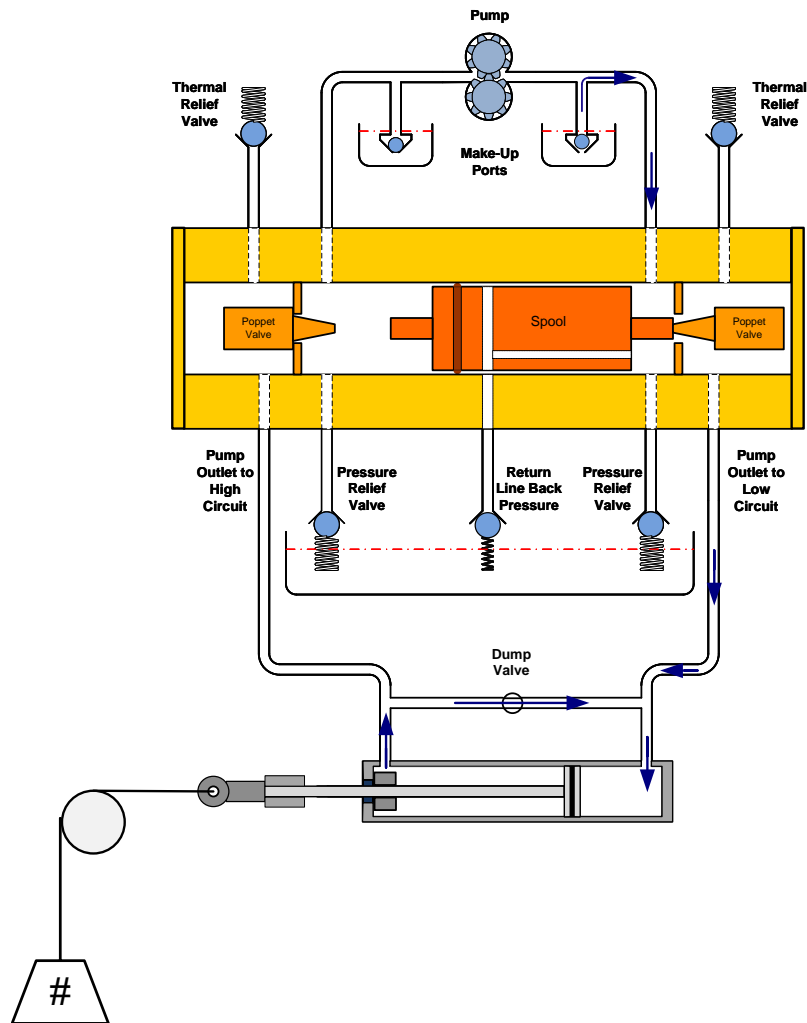 Pump
Thermal
Relief
Valve
Thermal
Relief
Valve
Make-Up
Ports
Poppet
Valve
Spool
Poppet
Valve
Pump
Outlet to
High
Circuit
Pressure
Relief
Valve
Return
Line Back
Pressure
Pressure
Relief
Valve
Pump
Outlet to
Low
Circuit
Dump
Valve
#